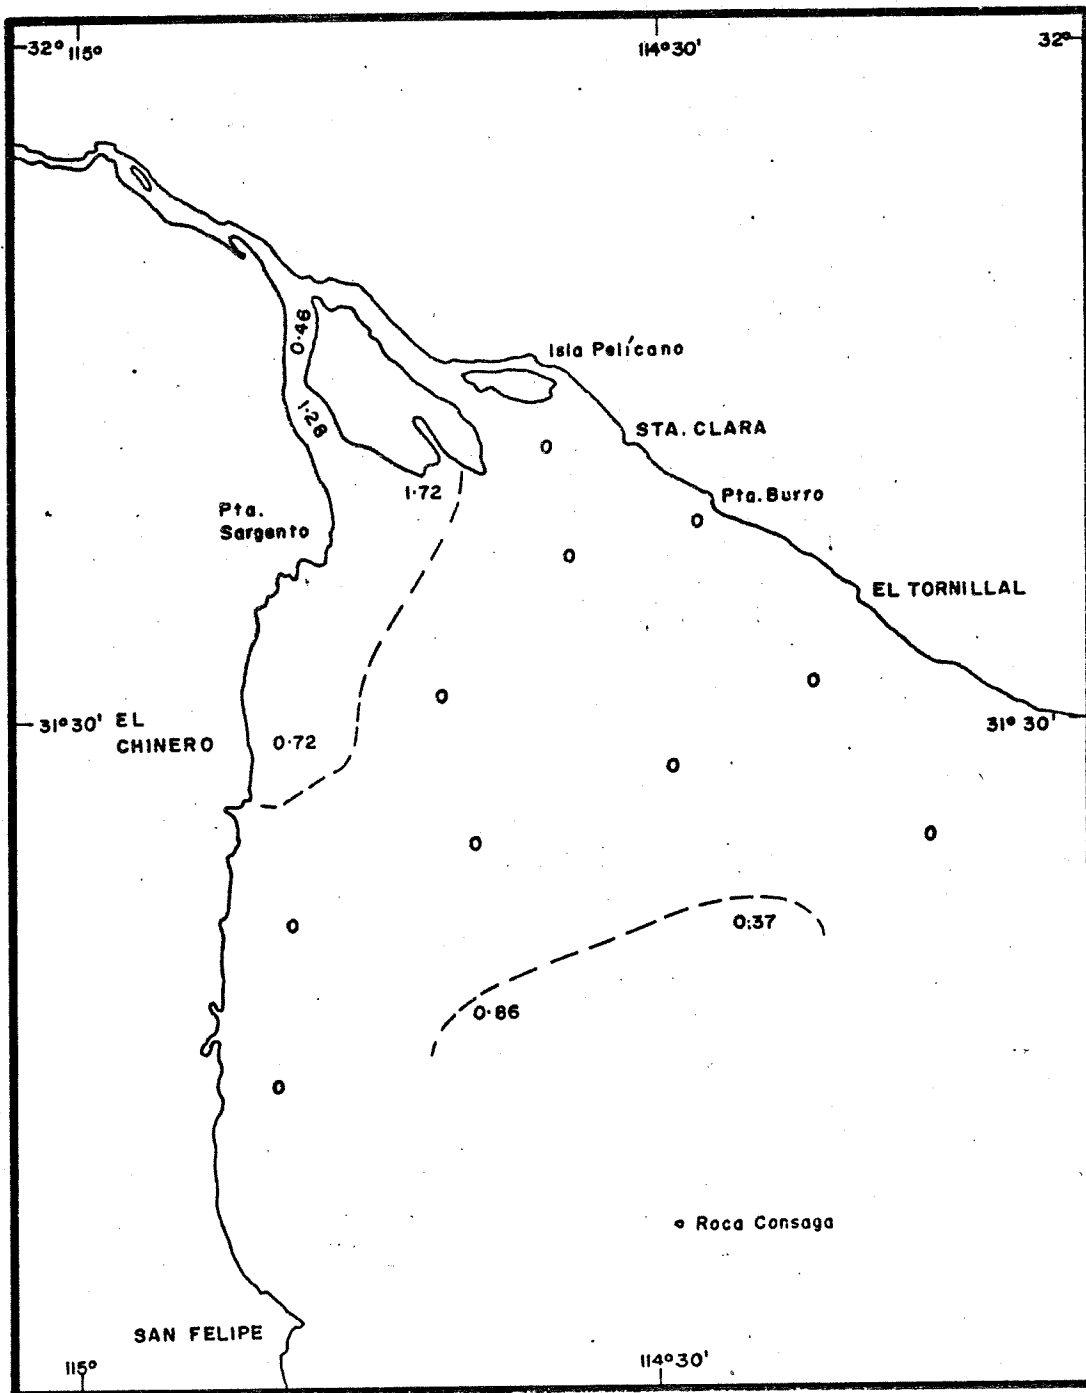 32° 115° 114°30' 32°
0·48
Isla Pelícano
1·28
STA. CLARA
0
1·72
Pta. Burro
Pta.
Sargento
0
0
EL TORNILLAL
0
0
31°30' EL
CHINERO
31°30'
0·72
0
0
0
0
0·37
0·86
0
Roca Consaga
SAN FELIPE
115° 114°30'